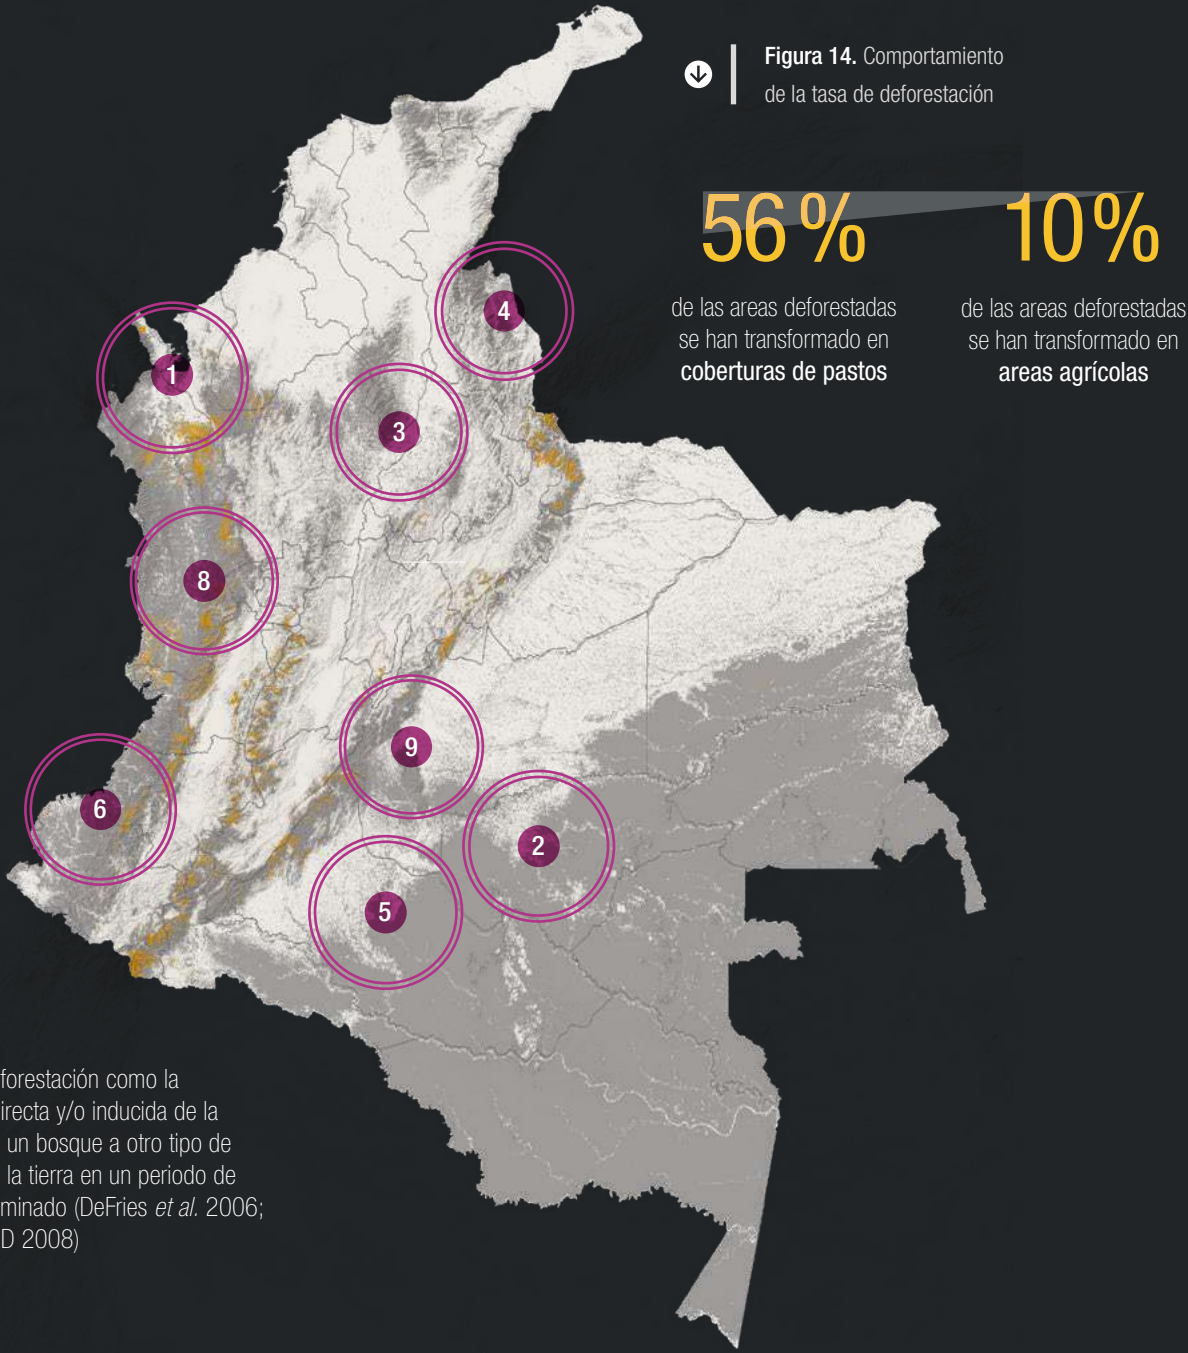 Figura 14. Comportamiento
de la tasa de deforestación
56 %
10 %
de las areas deforestadas
se han transformado en
coberturas de pastos
de las areas deforestadas
se han transformado en
areas agrícolas
4
1
3
8
9
6
2
5
forestación como la
irecta y/o inducida de la
un bosque a otro tipo de
la tierra en un periodo de
minado (DeFries et al. 2006;
D 2008)